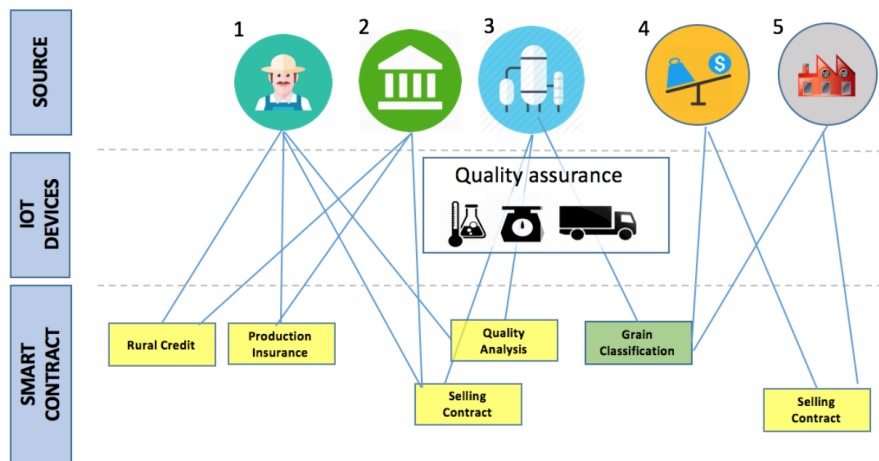 SOURCE
1
2
3
4
5
$
IOT
DEVICES
Quality assurance
SMART
CONTRACT
Rural Credit
Production
Insurance
Quality
Analysis
Grain
Classification
Selling
Contract
Selling
Contract